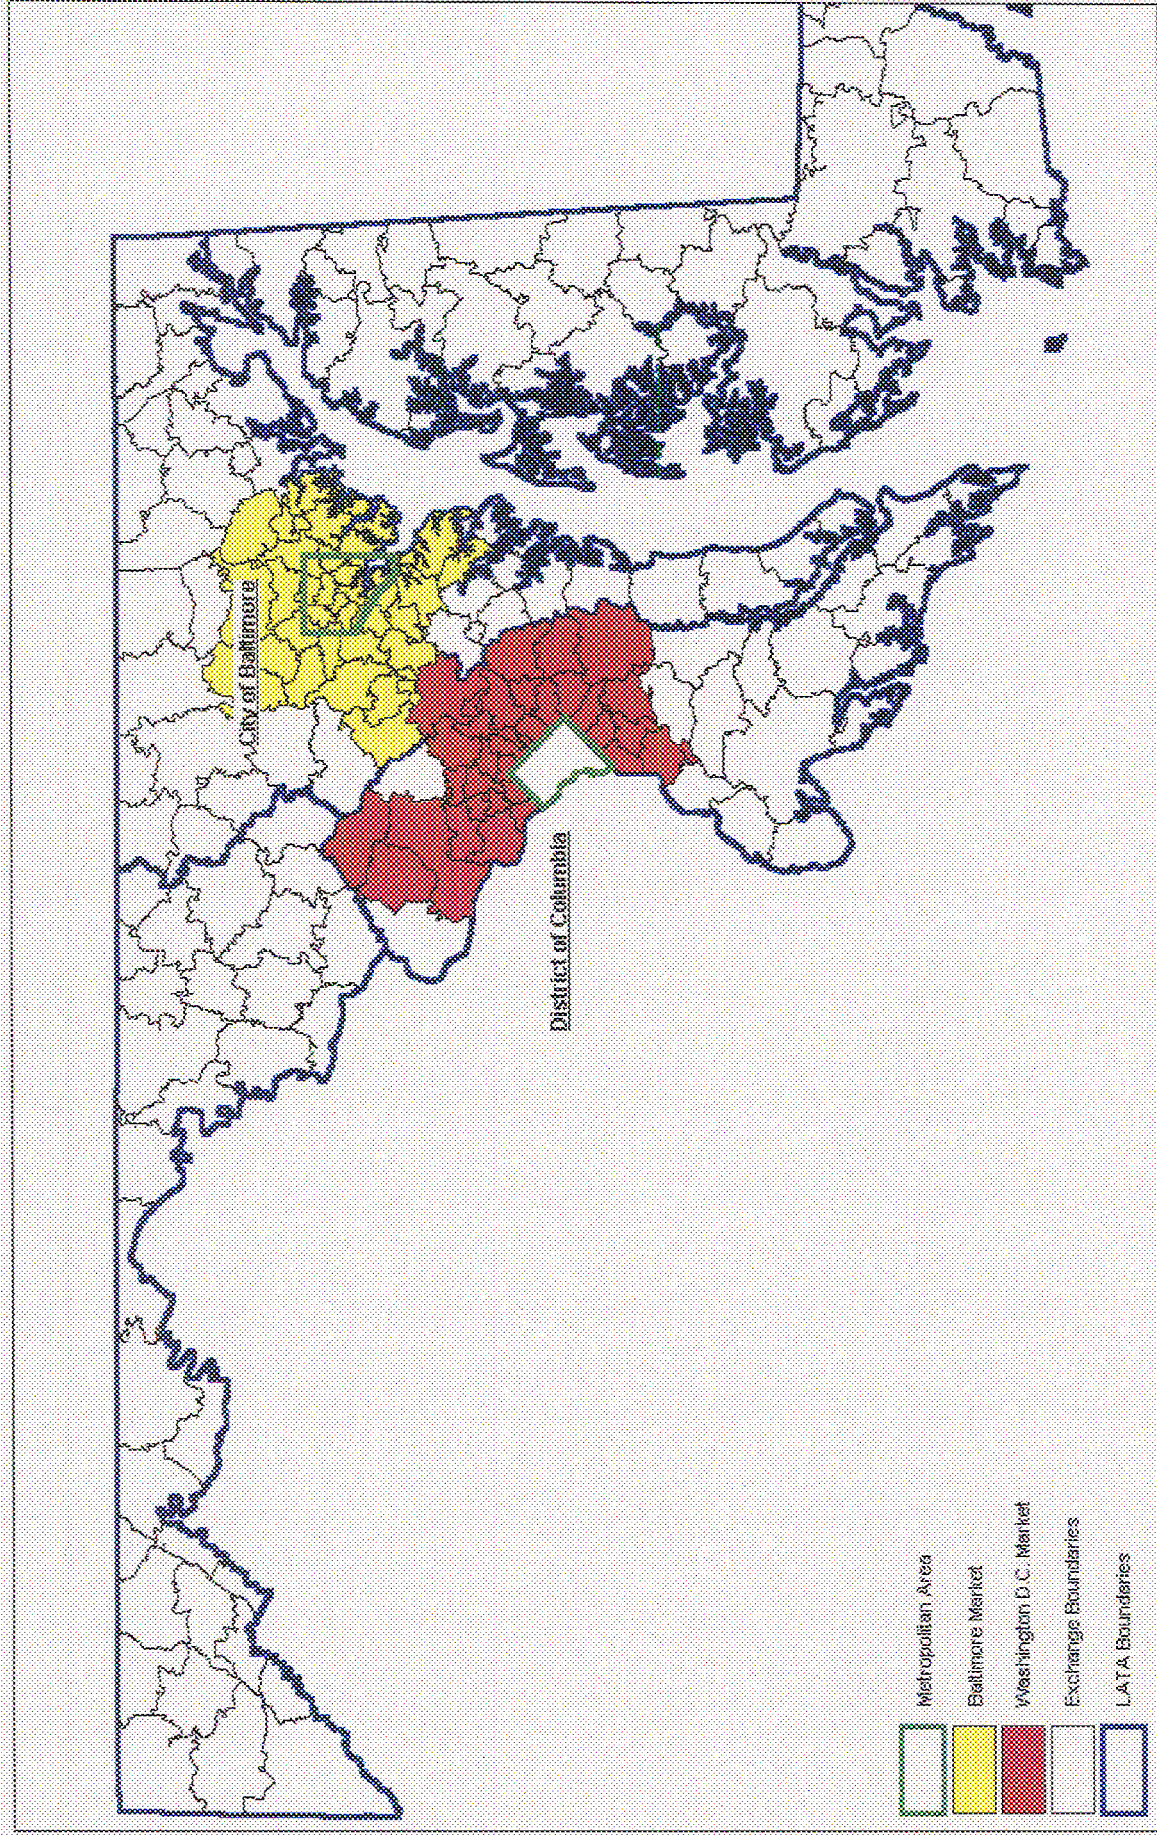 City of Baltimore
District of Columbia
Metropolitan Area
Baltimore Market
Washington D.C. Market
Exchange Boundaries
LATA Boundaries